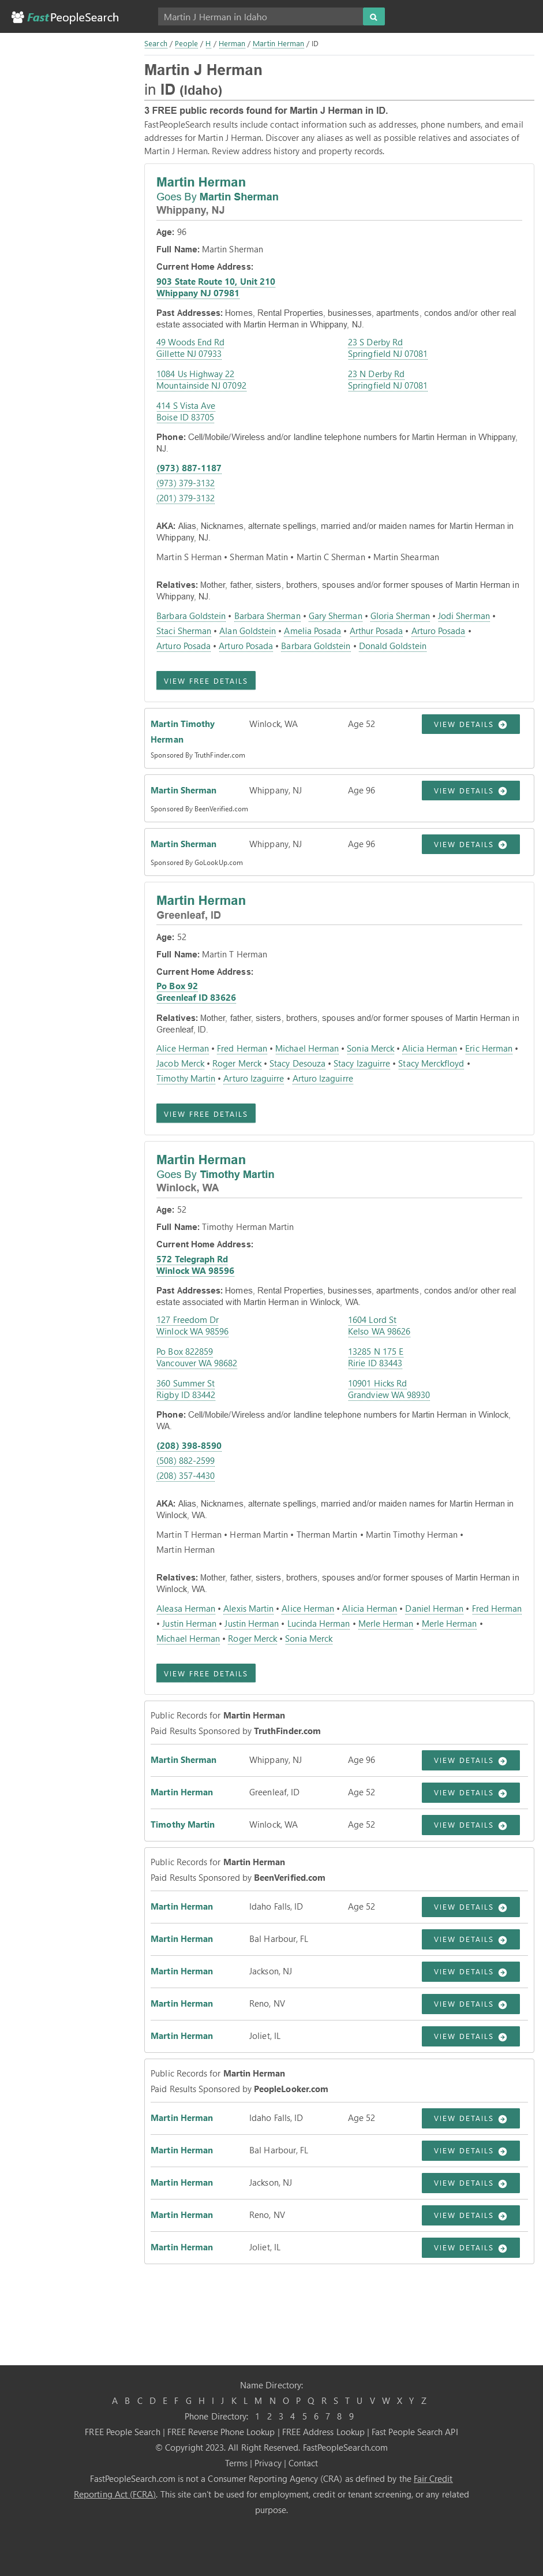 FastPeopleSearch
Martin J Herman in Idaho
Search / People / H / Herman / Martin Herman / ID
Martin J Herman
in ID (Idaho)
3 FREE public records found for Martin J Herman in ID.
FastPeopleSearch results include contact information such as addresses, phone numbers, and email
addresses for Martin J Herman. Discover any aliases as well as possible relatives and associates of
Martin J Herman. Review address history and property records.
Martin Herman
Goes By Martin Sherman
Whippany, NJ
Age: 96
Full Name: Martin Sherman
Current Home Address:
903 State Route 10, Unit 210
Whippany NJ 07981
Past Addresses: Homes, Rental Properties, businesses, apartments, condos and/or other real
estate associated with Martin Herman in Whippany, NJ.
49 Woods End Rd
Gillette NJ 07933
23 S Derby Rd
Springfield NJ 07081
1084 Us Highway 22
Mountainside NJ 07092
23 N Derby Rd
Springfield NJ 07081
414 S Vista Ave
Boise ID 83705
Phone: Cell/Mobile/Wireless and/or landline telephone numbers for Martin Herman in Whippany,
NJ.
(973) 887-1187
(973) 379-3132
(201) 379-3132
AKA: Alias, Nicknames, alternate spellings, married and/or maiden names for Martin Herman in
Whippany, NJ.
Martin S Herman • Sherman Matin • Martin C Sherman • Martin Shearman
Relatives: Mother, father, sisters, brothers, spouses and/or former spouses of Martin Herman in
Whippany, NJ.
Barbara Goldstein • Barbara Sherman • Gary Sherman • Gloria Sherman • Jodi Sherman •
Staci Sherman • Alan Goldstein • Amelia Posada • Arthur Posada • Arturo Posada •
Arturo Posada • Arturo Posada • Barbara Goldstein • Donald Goldstein
VIEW FREE DETAILS
Martin Timothy Herman Winlock, WA Age 52 VIEW DETAILS
Sponsored By TruthFinder.com
Martin Sherman Whippany, NJ Age 96 VIEW DETAILS
Sponsored By BeenVerified.com
Martin Sherman Whippany, NJ Age 96 VIEW DETAILS
Sponsored By GoLookUp.com
Martin Herman
Greenleaf, ID
Age: 52
Full Name: Martin T Herman
Current Home Address:
Po Box 92
Greenleaf ID 83626
Relatives: Mother, father, sisters, brothers, spouses and/or former spouses of Martin Herman in
Greenleaf, ID.
Alice Herman • Fred Herman • Michael Herman • Sonia Merck • Alicia Herman • Eric Herman •
Jacob Merck • Roger Merck • Stacy Desouza • Stacy Izaguirre • Stacy Merckfloyd •
Timothy Martin • Arturo Izaguirre • Arturo Izaguirre
VIEW FREE DETAILS
Martin Herman
Goes By Timothy Martin
Winlock, WA
Age: 52
Full Name: Timothy Herman Martin
Current Home Address:
572 Telegraph Rd
Winlock WA 98596
Past Addresses: Homes, Rental Properties, businesses, apartments, condos and/or other real
estate associated with Martin Herman in Winlock, WA.
127 Freedom Dr
Winlock WA 98596
1604 Lord St
Kelso WA 98626
Po Box 822859
Vancouver WA 98682
13285 N 175 E
Ririe ID 83443
360 Summer St
Rigby ID 83442
10901 Hicks Rd
Grandview WA 98930
Phone: Cell/Mobile/Wireless and/or landline telephone numbers for Martin Herman in Winlock,
WA.
(208) 398-8590
(508) 882-2599
(208) 357-4430
AKA: Alias, Nicknames, alternate spellings, married and/or maiden names for Martin Herman in
Winlock, WA.
Martin T Herman • Herman Martin • Therman Martin • Martin Timothy Herman •
Martin Herman
Relatives: Mother, father, sisters, brothers, spouses and/or former spouses of Martin Herman in
Winlock, WA.
Aleasa Herman • Alexis Martin • Alice Herman • Alicia Herman • Daniel Herman • Fred Herman
• Justin Herman • Justin Herman • Lucinda Herman • Merle Herman • Merle Herman •
Michael Herman • Roger Merck • Sonia Merck
VIEW FREE DETAILS
Public Records for Martin Herman
Paid Results Sponsored by TruthFinder.com
Martin Sherman Whippany, NJ Age 96 VIEW DETAILS
Martin Herman Greenleaf, ID Age 52 VIEW DETAILS
Timothy Martin Winlock, WA Age 52 VIEW DETAILS
Public Records for Martin Herman
Paid Results Sponsored by BeenVerified.com
Martin Herman Idaho Falls, ID Age 52 VIEW DETAILS
Martin Herman Bal Harbour, FL VIEW DETAILS
Martin Herman Jackson, NJ VIEW DETAILS
Martin Herman Reno, NV VIEW DETAILS
Martin Herman Joliet, IL VIEW DETAILS
Public Records for Martin Herman
Paid Results Sponsored by PeopleLooker.com
Martin Herman Idaho Falls, ID Age 52 VIEW DETAILS
Martin Herman Bal Harbour, FL VIEW DETAILS
Martin Herman Jackson, NJ VIEW DETAILS
Martin Herman Reno, NV VIEW DETAILS
Martin Herman Joliet, IL VIEW DETAILS
Name Directory:
A B C D E F G H I J K L M N O P Q R S T U V W X Y Z
Phone Directory: 1 2 3 4 5 6 7 8 9
FREE People Search | FREE Reverse Phone Lookup | FREE Address Lookup | Fast People Search API
© Copyright 2023. All Right Reserved. FastPeopleSearch.com
Terms | Privacy | Contact
FastPeopleSearch.com is not a Consumer Reporting Agency (CRA) as defined by the Fair Credit
Reporting Act (FCRA). This site can't be used for employment, credit or tenant screening, or any related
purpose.